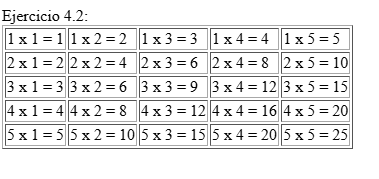 Ejercicio 4.2:
1 x 1 = 1 1 x 2 = 2 1 x 3 = 3 1 x 4 = 4 1 x 5 = 5
2 x 1 = 2 2 x 2 = 4 2 x 3 = 6 2 x 4 = 8 2 x 5 = 10
3 x 1 = 3 3 x 2 = 6 3 x 3 = 9 3 x 4 = 12 3 x 5 = 15
4 x 1 = 4 4 x 2 = 8 4 x 3 = 12 4 x 4 = 16 4 x 5 = 20
5 x 1 = 5 5 x 2 = 10 5 x 3 = 15 5 x 4 = 20 5 x 5 = 25